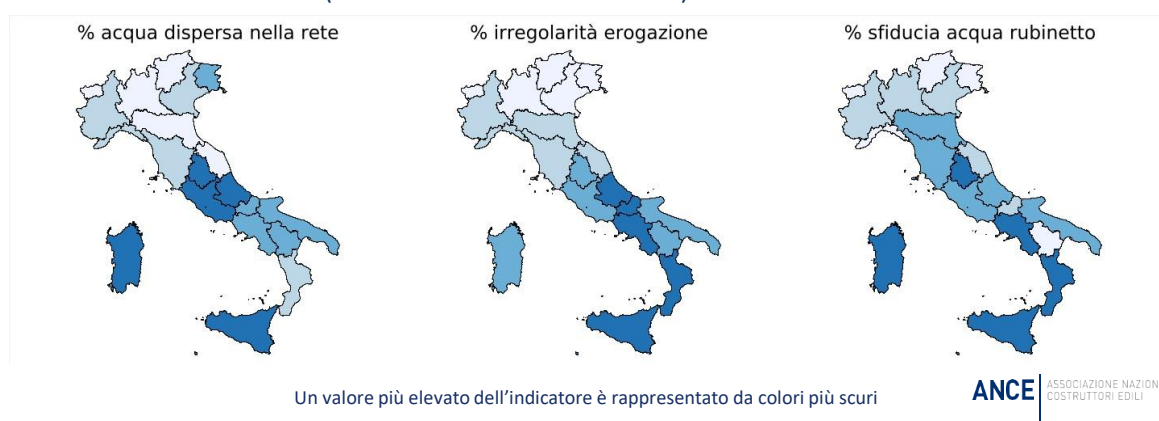 % acqua dispersa nella rete
% irregolarità erogazione
% sfiducia acqua rubinetto
Un valore più elevato dell'indicatore è rappresentato da colori più scuri
ANCE
ASSOCIAZIONE NAZION
COSTRUTTORI EDILI